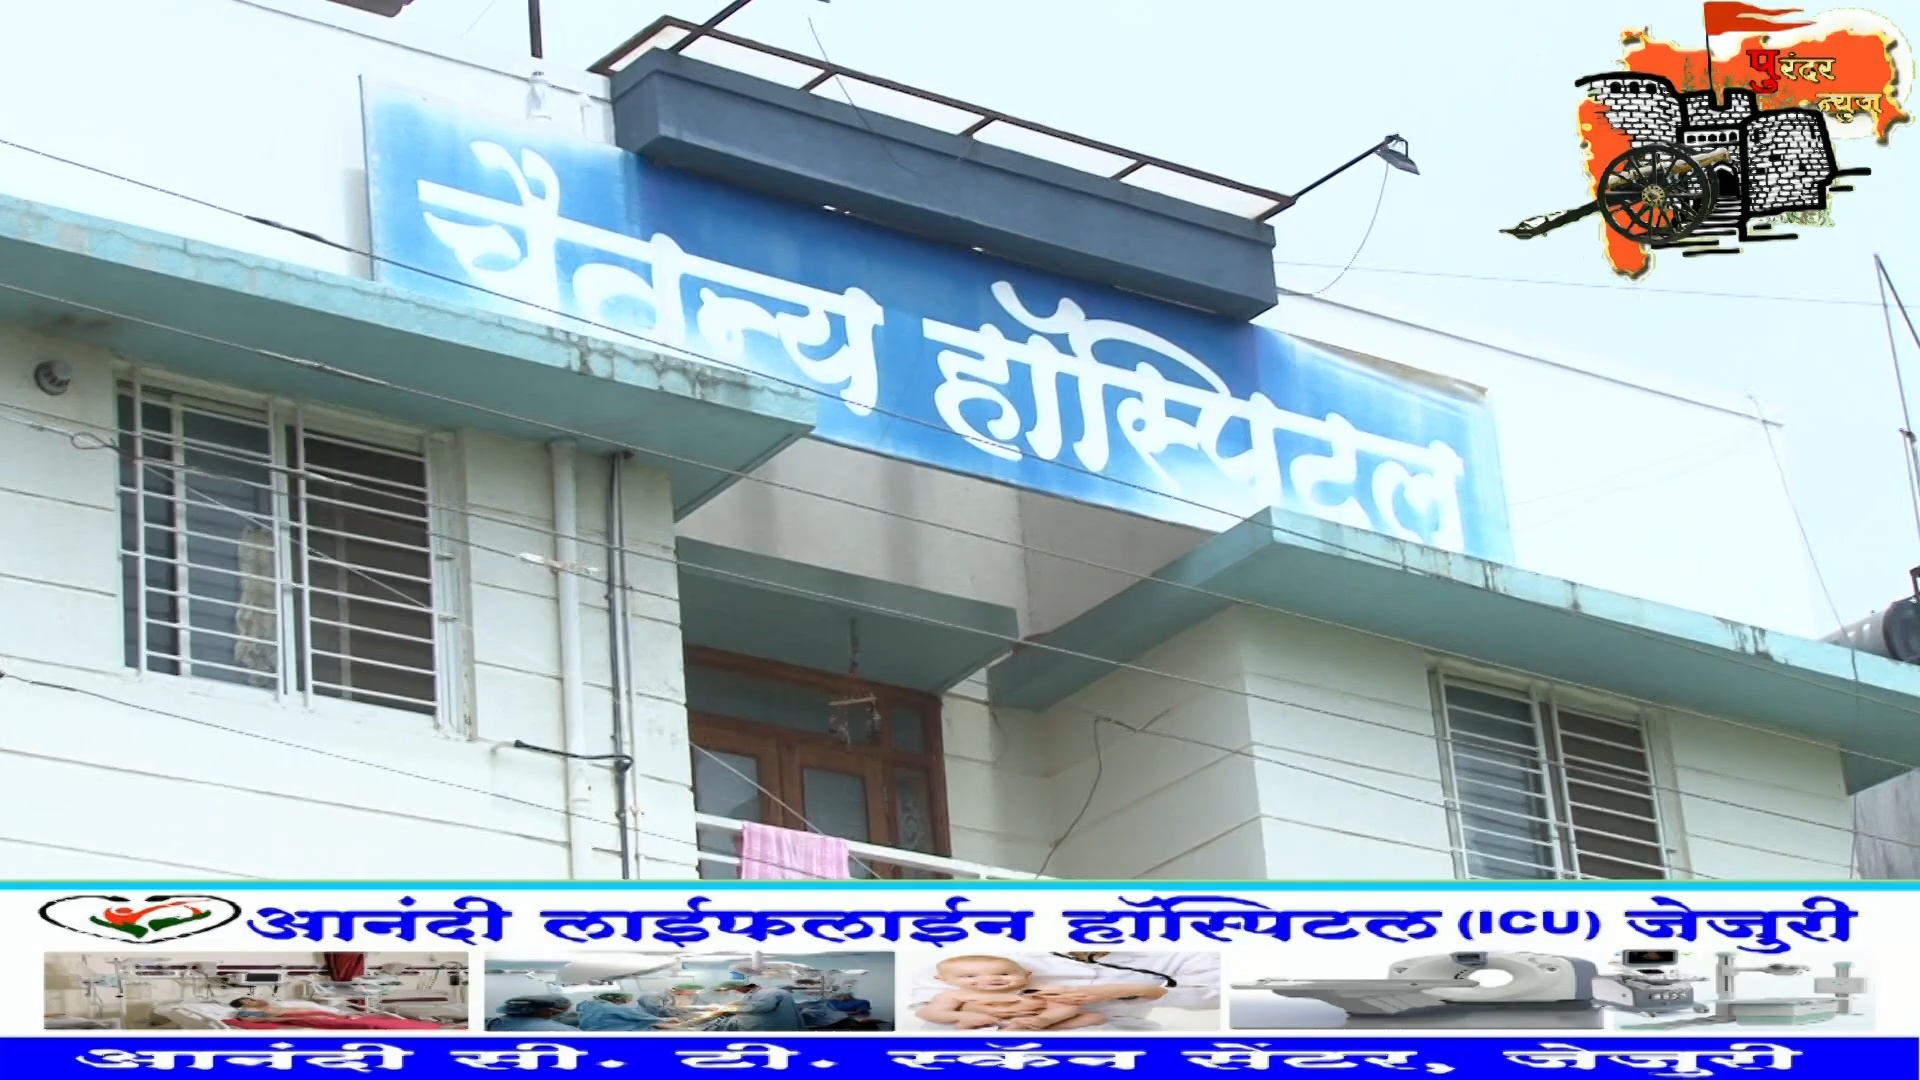 पुरंदर
न्युज
चैतन्य हॉस्पिटल
आनंदी लाईफलाईन हॉस्पिटल (ICU) जेजुरी
आनंदी सी. टी. स्कॅन सेंटर, जेजुरी